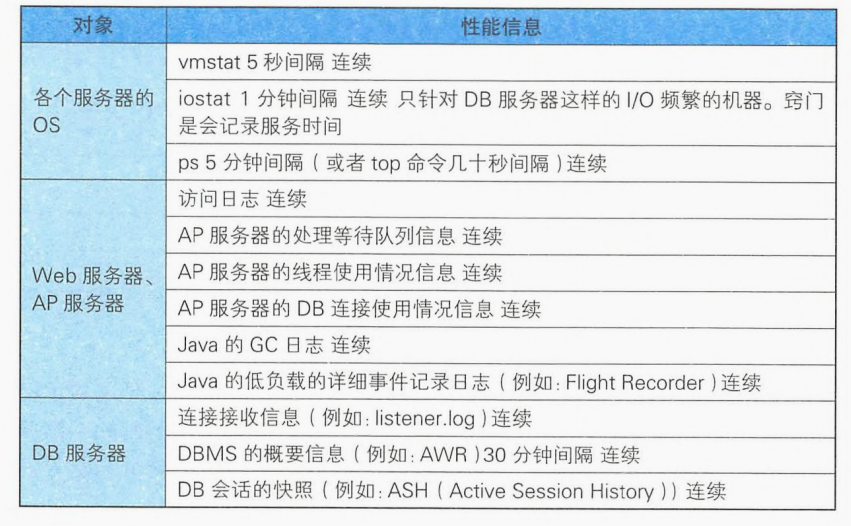 对象
性能信息
各个服务器的
OS
vmstat 5 秒间隔 连续
iostat 1 分钟间隔 连续 只针对 DB 服务器这样的 I/O 频繁的机器。窍门
是会记录服务时间
ps 5 分钟间隔（或者 top 命令几十秒间隔）连续
Web 服务器、
AP 服务器
访问日志 连续
AP 服务器的处理等待队列信息 连续
AP 服务器的线程使用情况信息 连续
AP 服务器的 DB 连接使用情况信息 连续
Java 的 GC 日志 连续
Java 的低负载的详细事件记录日志（例如：Flight Recorder）连续
DB 服务器
连接接收信息（例如：listener.log）连续
DBMS 的概要信息（例如：AWR）30 分钟间隔 连续
DB 会话的快照（例如：ASH（Active Session History））连续